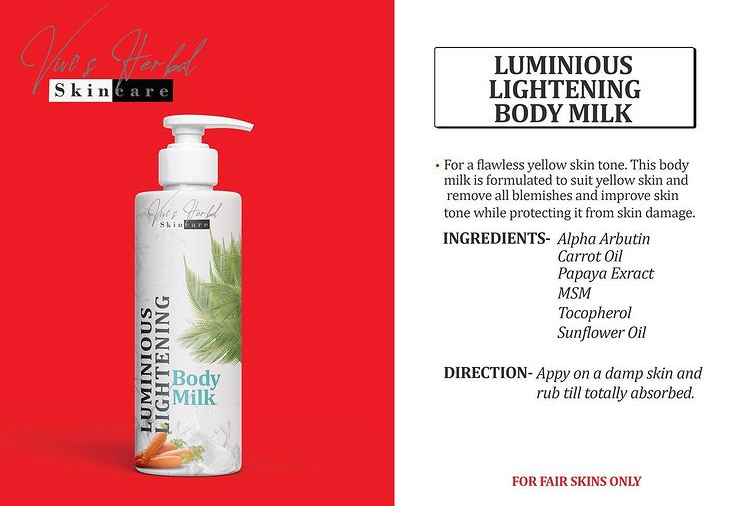 Vivi's Herbal
Skincare
Vivi's Herbal
Skincare
LUMINIOUS
LIGHTENING
Body
Milk
LUMINIOUS
LIGHTENING
BODY MILK
• For a flawless yellow skin tone. This body
milk is formulated to suit yellow skin and
remove all blemishes and improve skin
tone while protecting it from skin damage.
INGREDIENTS- Alpha Arbutin
Carrot Oil
Papaya Exract
MSM
Tocopherol
Sunflower Oil
DIRECTION- Appy on a damp skin and
rub till totally absorbed.
FOR FAIR SKINS ONLY